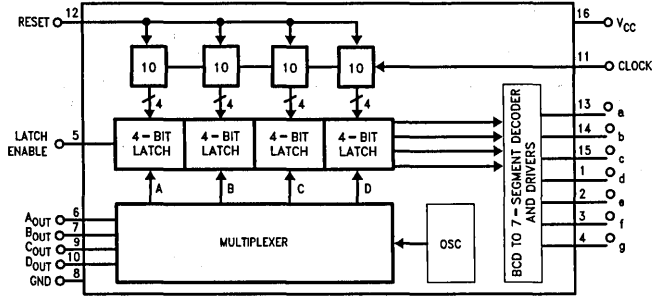 RESET 12
16 VCC
10 10 10 10
11 CLOCK
4 4 4 4
LATCH ENABLE 5
4-BIT LATCH 4-BIT LATCH 4-BIT LATCH 4-BIT LATCH
A B C D
AOUT 6
BOUT 7
COUT 9
DOUT 10
GND 8
MULTIPLEXER
OSC
BCD TO 7-SEGMENT DECODER
AND DRIVERS
13 a
14 b
15 c
1 d
2 e
3 f
4 g